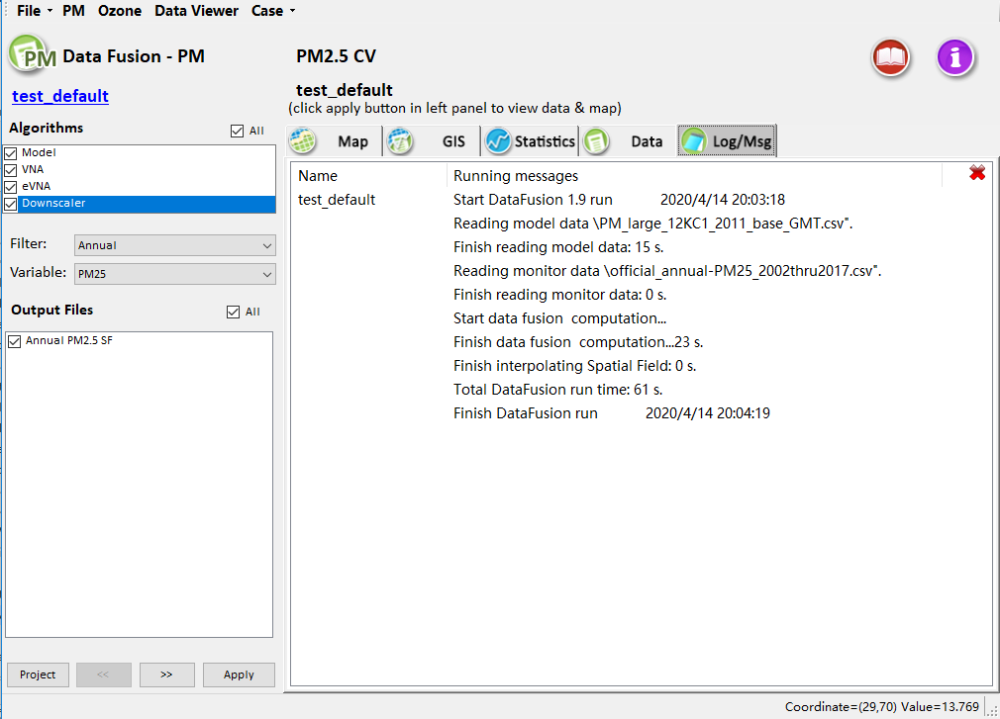 File PM Ozone Data Viewer Case
PM Data Fusion - PM
PM2.5 CV
test_default
test_default
(click apply button in left panel to view data & map)
Algorithms All
Model
VNA
eVNA
Downscaler
Filter: Annual
Variable: PM25
Output Files All
Annual PM2.5 SF
Project << >> Apply
Map GIS Statistics Data Log/Msg
Name Running messages
test_default Start DataFusion 1.9 run 2020/4/14 20:03:18
Reading model data \PM_large_12KC1_2011_base_GMT.csv".
Finish reading model data: 15 s.
Reading monitor data \official_annual-PM25_2002thru2017.csv".
Finish reading monitor data: 0 s.
Start data fusion computation...
Finish data fusion computation...23 s.
Finish interpolating Spatial Field: 0 s.
Total DataFusion run time: 61 s.
Finish DataFusion run 2020/4/14 20:04:19
Coordinate=(29,70) Value=13.769